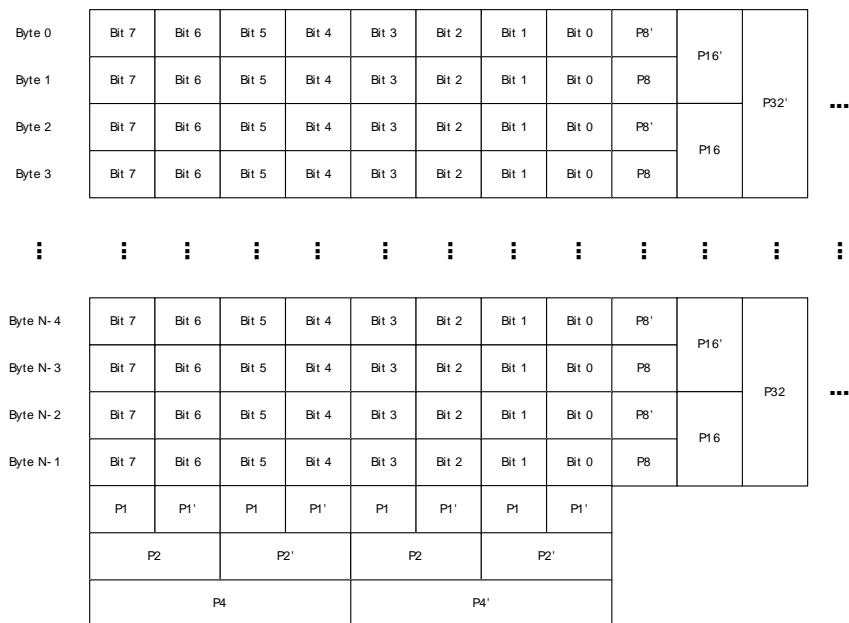 Byte 0 Bit 7 Bit 6 Bit 5 Bit 4 Bit 3 Bit 2 Bit 1 Bit 0 P8'
P16'
Byte 1 Bit 7 Bit 6 Bit 5 Bit 4 Bit 3 Bit 2 Bit 1 Bit 0 P8
P32' ...
Byte 2 Bit 7 Bit 6 Bit 5 Bit 4 Bit 3 Bit 2 Bit 1 Bit 0 P8'
P16
Byte 3 Bit 7 Bit 6 Bit 5 Bit 4 Bit 3 Bit 2 Bit 1 Bit 0 P8
Byte N-4 Bit 7 Bit 6 Bit 5 Bit 4 Bit 3 Bit 2 Bit 1 Bit 0 P8'
P16'
Byte N-3 Bit 7 Bit 6 Bit 5 Bit 4 Bit 3 Bit 2 Bit 1 Bit 0 P8
P32 ...
Byte N-2 Bit 7 Bit 6 Bit 5 Bit 4 Bit 3 Bit 2 Bit 1 Bit 0 P8'
P16
Byte N-1 Bit 7 Bit 6 Bit 5 Bit 4 Bit 3 Bit 2 Bit 1 Bit 0 P8
P1 P1' P1 P1' P1 P1' P1 P1'
P2 P2' P2 P2'
P4 P4'